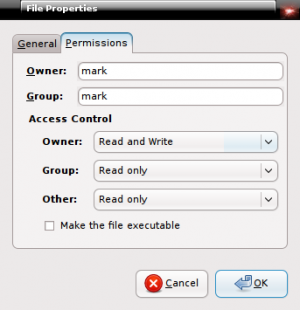 File Properties
General Permissions
Owner: mark
Group: mark
Access Control
Owner: Read and Write
Group: Read only
Other: Read only
Make the file executable
Cancel OK